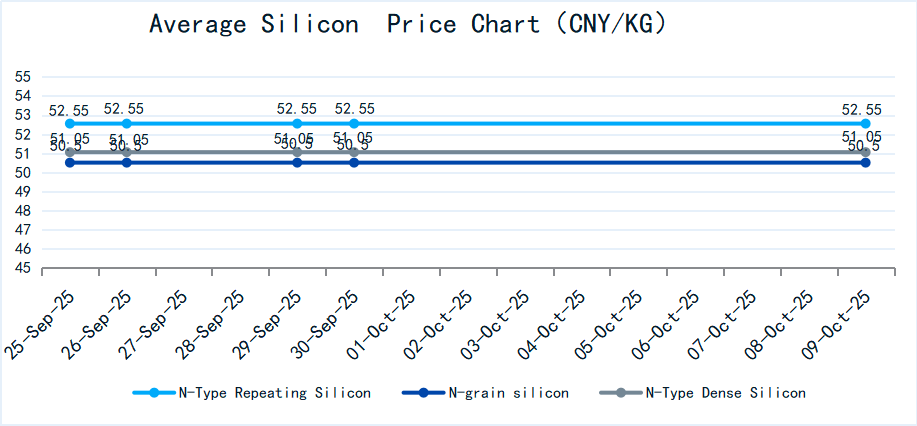 Average Silicon  Price Chart (CNY/KG)
55
54
53
52
51
50
49
48
47
46
45
52.55 52.55 52.55 52.55 52.55
51.05 51.05 51.05 51.05 51.05
50.5 50.5 50.5 50.5 50.5
25-Sep-25 26-Sep-25 27-Sep-25 28-Sep-25 29-Sep-25 30-Sep-25 01-Oct-25 02-Oct-25 03-Oct-25 04-Oct-25 05-Oct-25 06-Oct-25 07-Oct-25 08-Oct-25 09-Oct-25
N-Type Repeating Silicon N-grain silicon N-Type Dense Silicon